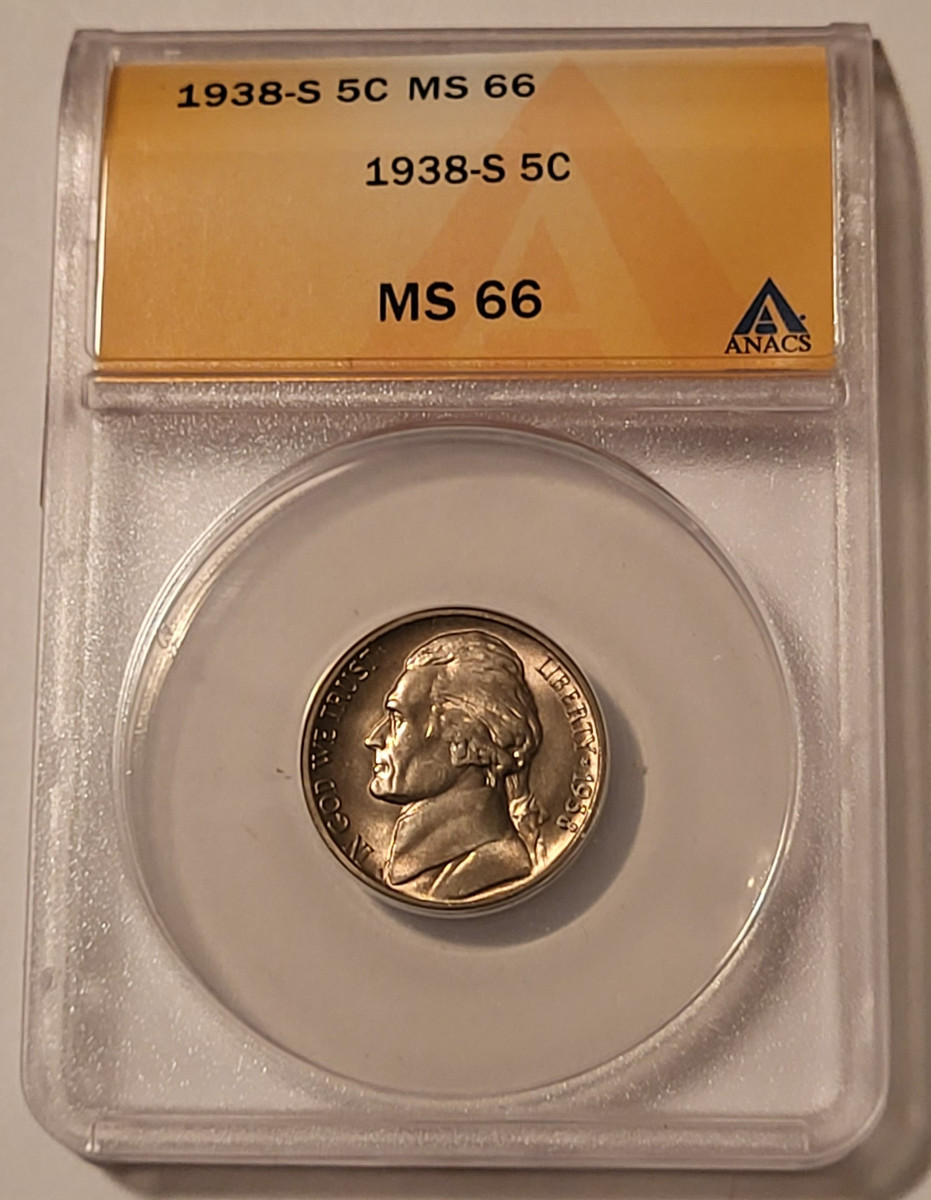 1938-S 5C MS 66
1938-S 5C
MS 66
ANACS
IN GOD WE TRUST
LIBERTY * 1938